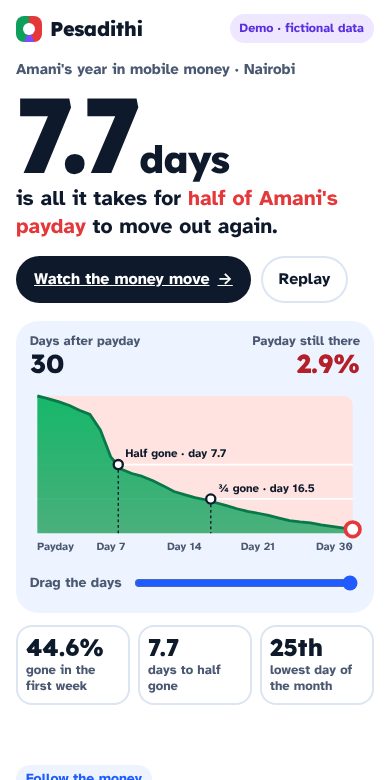 Pesadithi
Demo · fictional data
Amani's year in mobile money · Nairobi
7.7 days
is all it takes for half of Amani's
payday to move out again.
Watch the money move →
Replay
Days after payday
30
Payday still there
2.9%
Half gone · day 7.7
¾ gone · day 16.5
Payday Day 7 Day 14 Day 21 Day 30
Drag the days
44.6%
gone in the
first week
7.7
days to half
gone
25th
lowest day of
the month
Follow the money